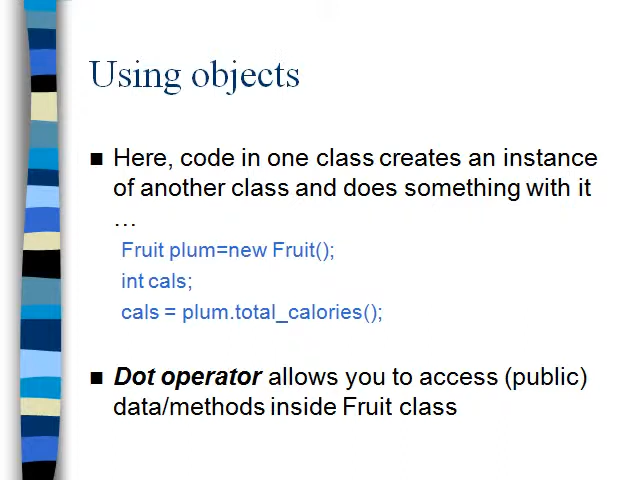 Using objects
■ Here, code in one class creates an instance
of another class and does something with it
…
Fruit plum=new Fruit();
int cals;
cals = plum.total_calories();
■ Dot operator allows you to access (public)
data/methods inside Fruit class